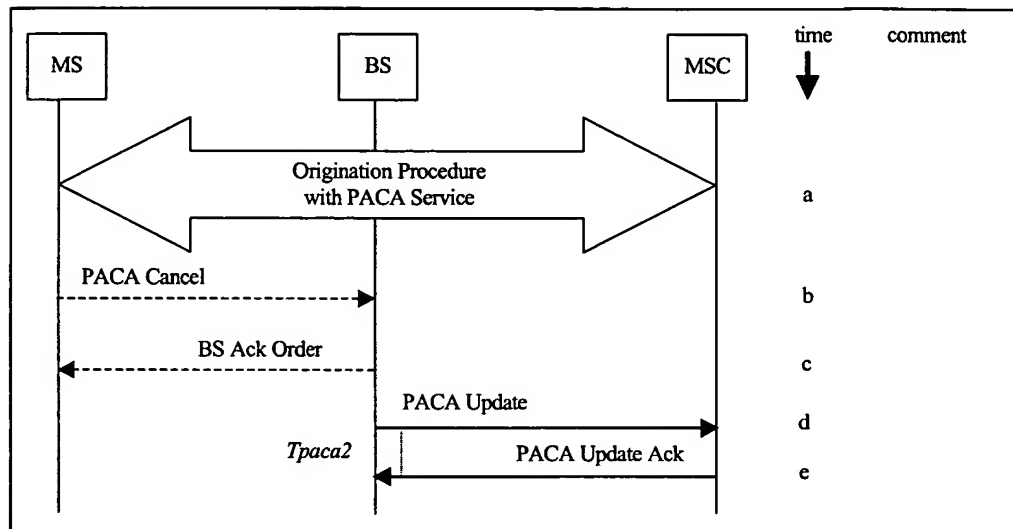 time comment
MS BS MSC
Origination Procedure
with PACA Service
a
PACA Cancel
b
BS Ack Order
c
PACA Update
d
Tpaca2
PACA Update Ack
e